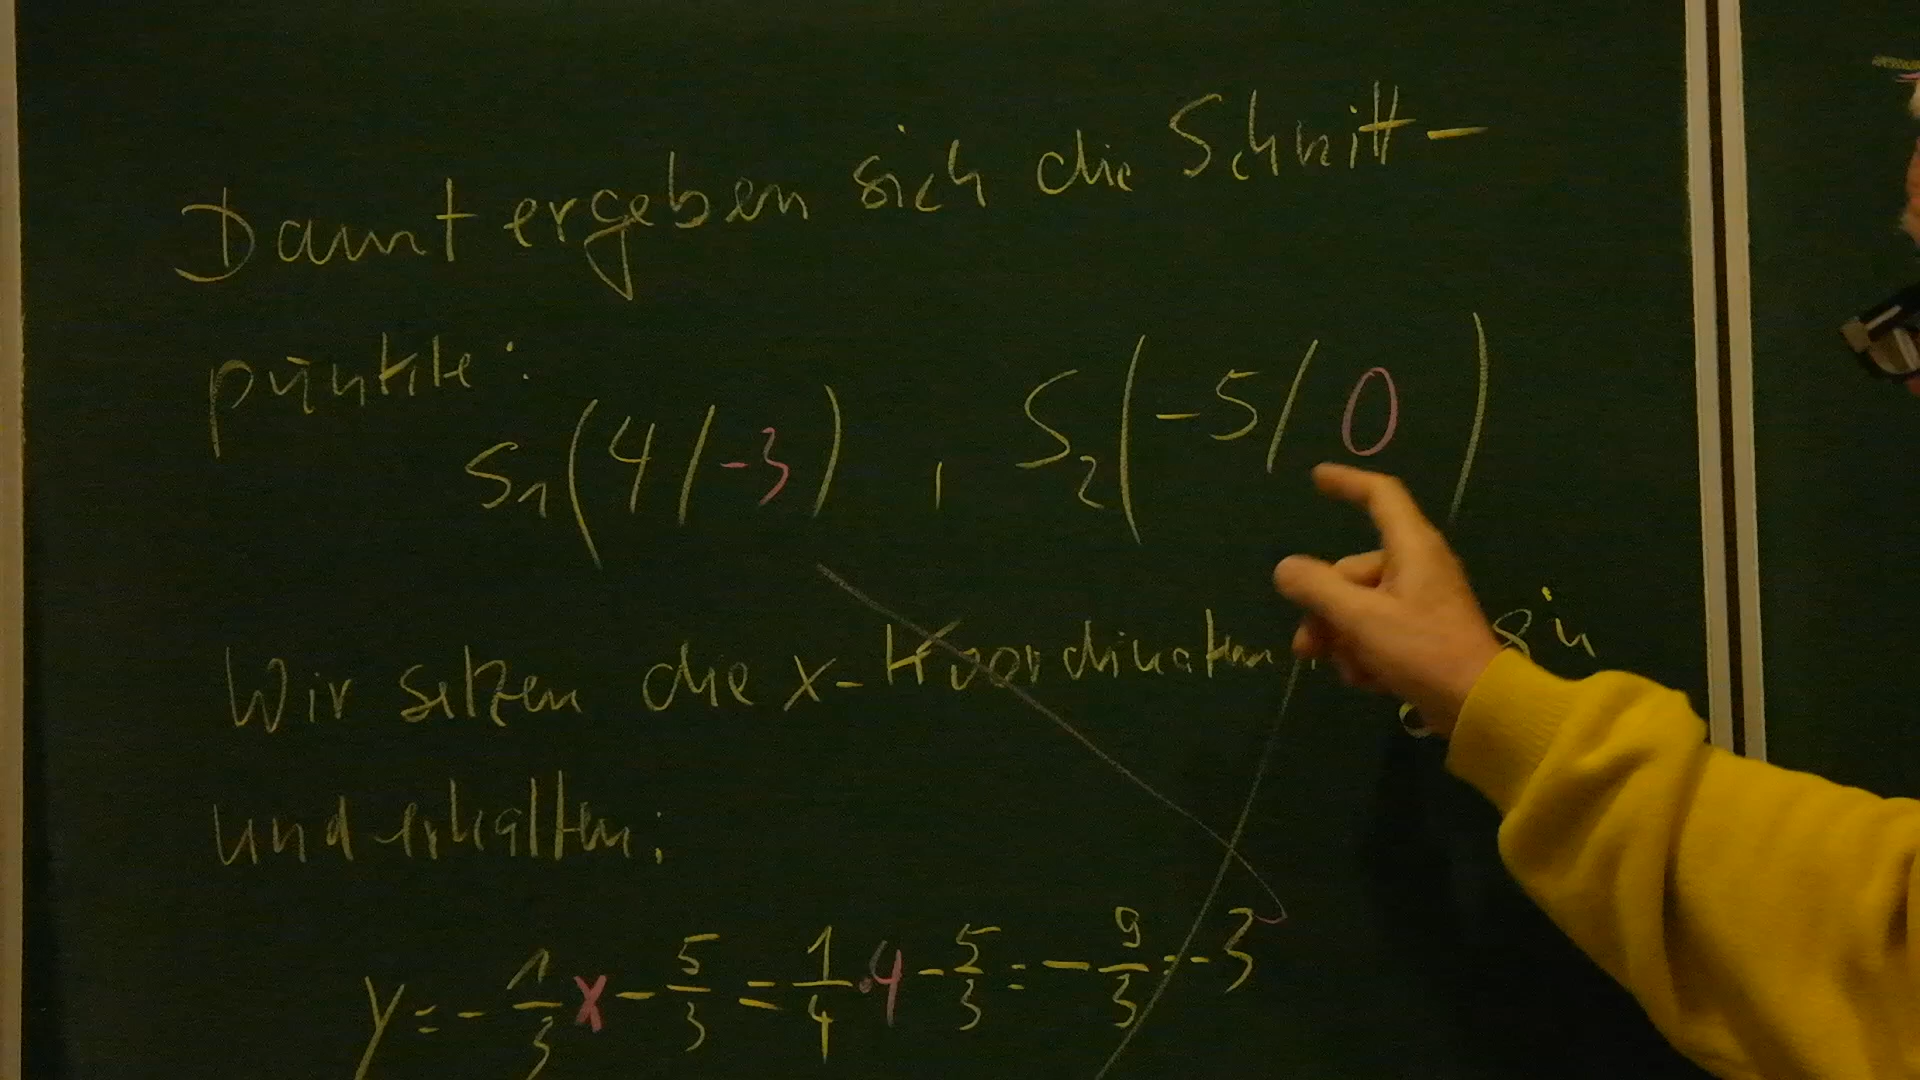 Damit ergeben sich die Schnitt-
punkte:
S₁(4/-3) , S₂(-5/0)
Wir setzen die x-Koordinaten in
und erhalten:
y = -1/3 x - 5/3 = 1/4 · 4 - 5/3 = -9/3 = -3